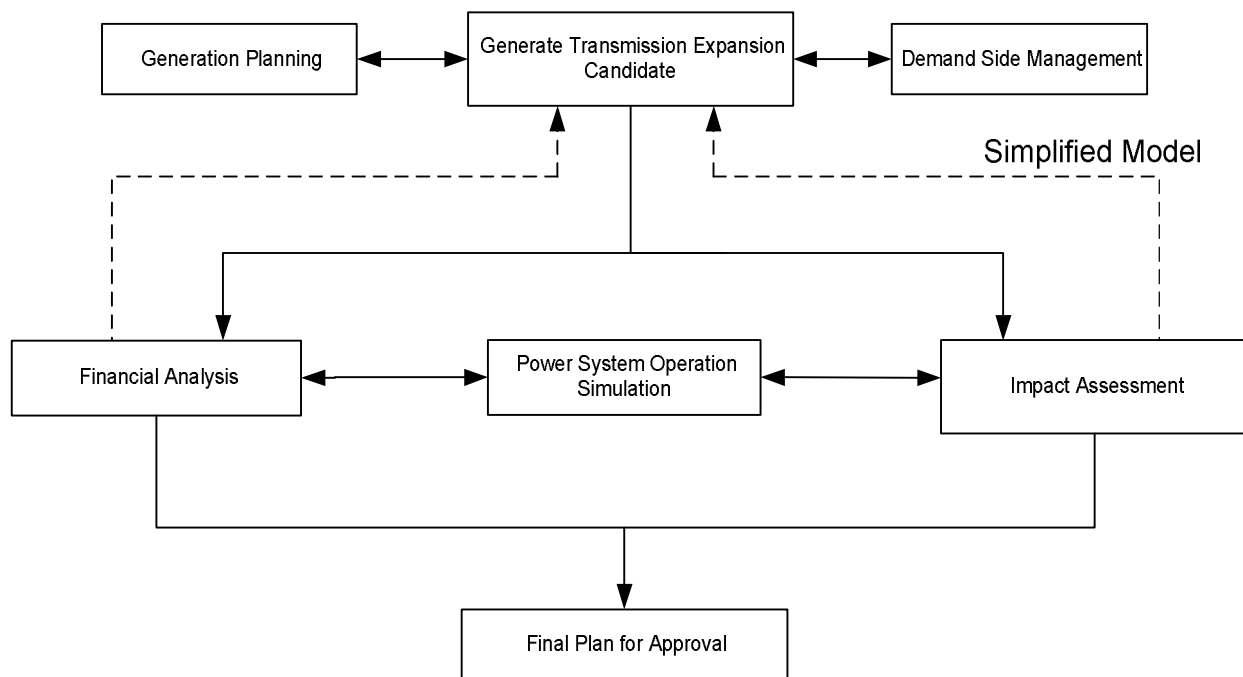 Generation Planning
Generate Transmission Expansion
Candidate
Demand Side Management
Simplified Model
Financial Analysis
Power System Operation
Simulation
Impact Assessment
Final Plan for Approval